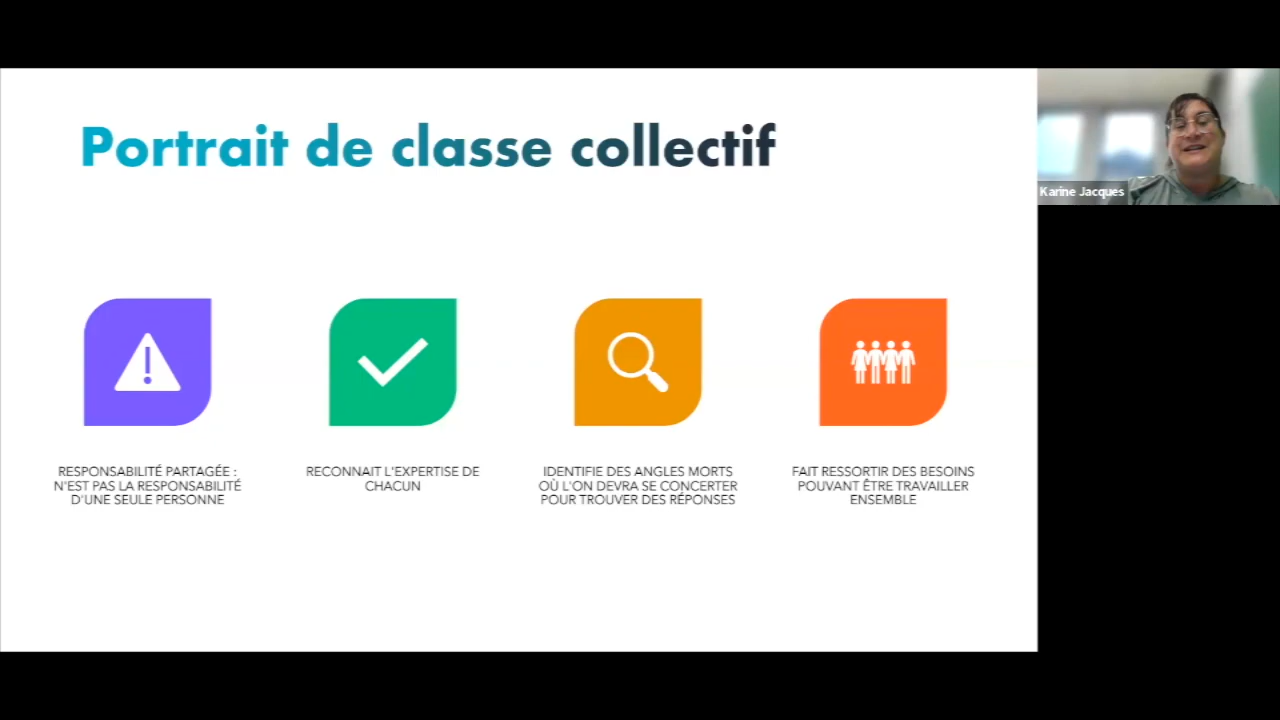 Portrait de classe collectif
Karine Jacques
RESPONSABILITÉ PARTAGÉE :
N'EST PAS LA RESPONSABILITÉ
D'UNE SEULE PERSONNE
RECONNAIT L'EXPERTISE DE
CHACUN
IDENTIFIE DES ANGLES MORTS
OÙ L'ON DEVRA SE CONCERTER
POUR TROUVER DES RÉPONSES
FAIT RESSORTIR DES BESOINS
POUVANT ÊTRE TRAVAILLER
ENSEMBLE